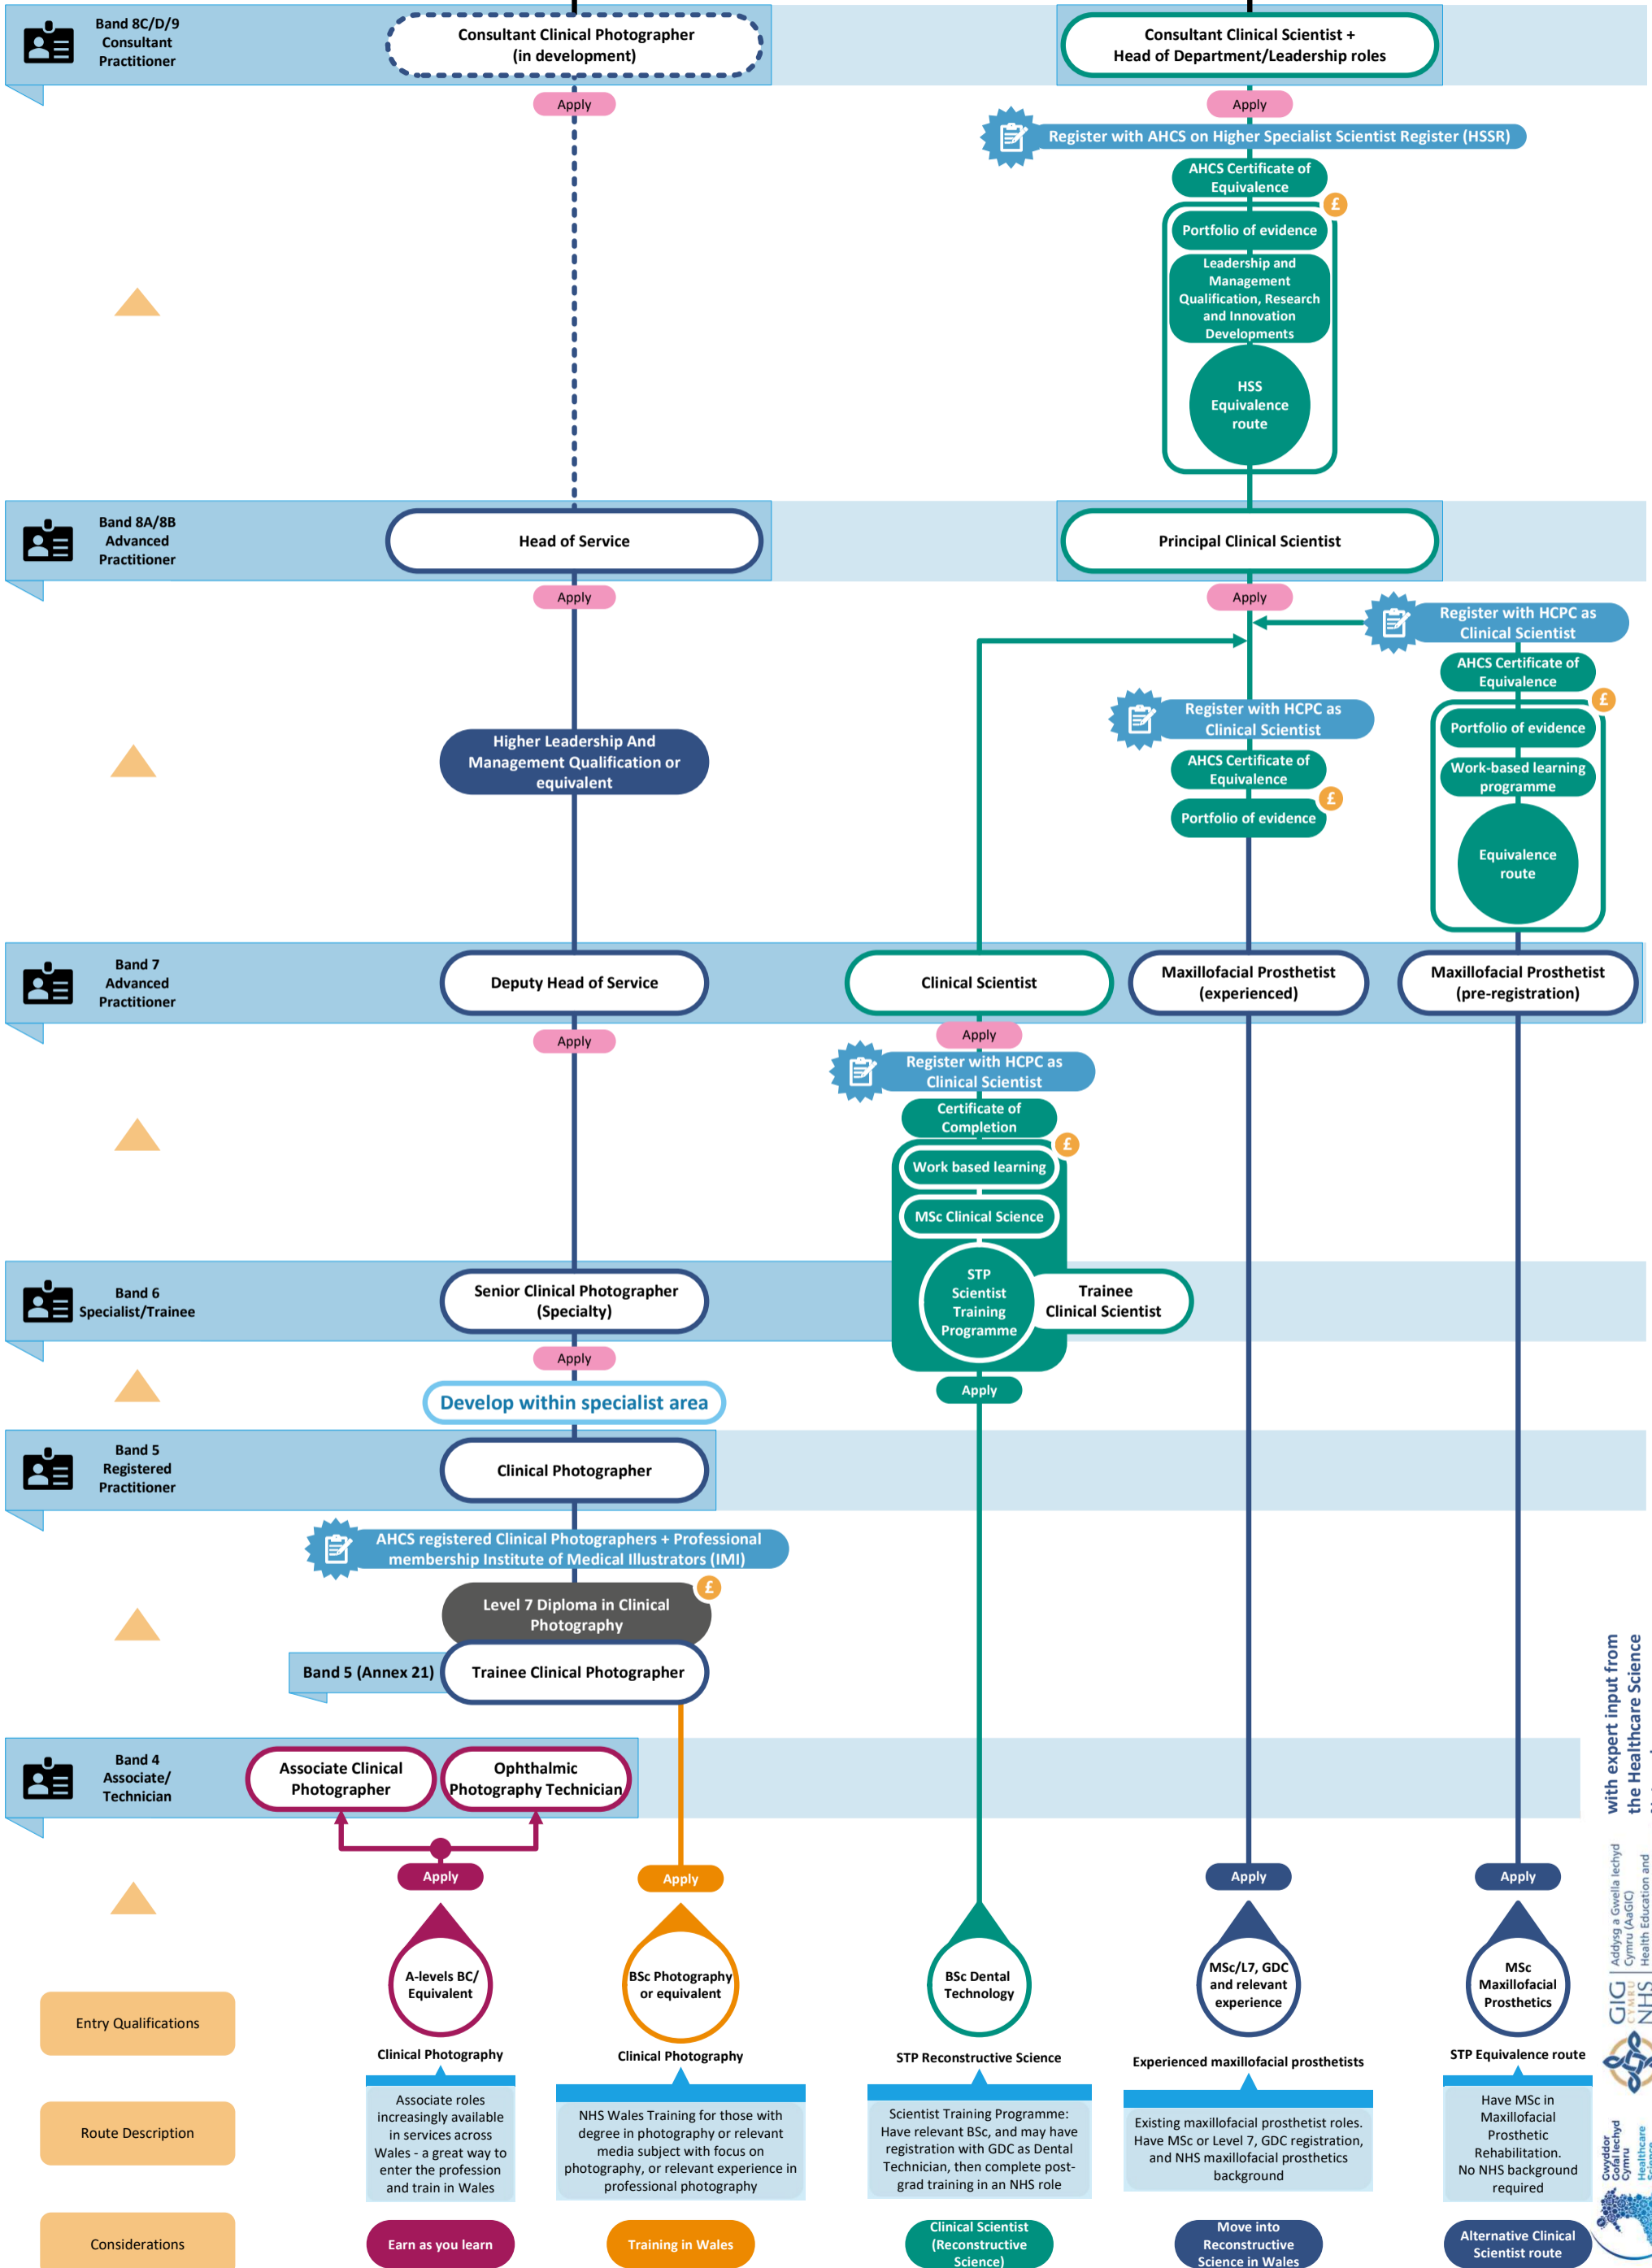 Band 8C/D/9
Consultant
Practitioner
Consultant Clinical Photographer
(in development)
Consultant Clinical Scientist +
Head of Department/Leadership roles
Apply
Apply
Register with AHCS on Higher Specialist Scientist Register (HSSR)
AHCS Certificate of
Equivalence
£
Portfolio of evidence
Leadership and
Management
Qualification, Research
and Innovation
Developments
HSS
Equivalence
route
Band 8A/8B
Advanced
Practitioner
Head of Service
Principal Clinical Scientist
Apply
Apply
Register with HCPC as
Clinical Scientist
AHCS Certificate of
Equivalence
£
Portfolio of evidence
Work-based learning
programme
Equivalence
route
Register with HCPC as
Clinical Scientist
AHCS Certificate of
Equivalence
£
Portfolio of evidence
Higher Leadership And
Management Qualification or
equivalent
Band 7
Advanced
Practitioner
Deputy Head of Service
Clinical Scientist
Maxillofacial Prosthetist
(experienced)
Maxillofacial Prosthetist
(pre-registration)
Apply
Apply
Register with HCPC as
Clinical Scientist
Certificate of
Completion
£
Work based learning
MSc Clinical Science
STP
Scientist
Training
Programme
Trainee
Clinical Scientist
Band 6
Specialist/Trainee
Senior Clinical Photographer
(Specialty)
Apply
Apply
Develop within specialist area
Band 5
Registered
Practitioner
Clinical Photographer
AHCS registered Clinical Photographers + Professional
membership Institute of Medical Illustrators (IMI)
£
Level 7 Diploma in Clinical
Photography
Band 5 (Annex 21)
Trainee Clinical Photographer
Band 4
Associate/
Technician
Associate Clinical
Photographer
Ophthalmic
Photography Technician
Apply
Apply
Apply
Apply
A-levels BC/
Equivalent
BSc Photography
or equivalent
BSc Dental
Technology
MSc/L7, GDC
and relevant
experience
MSc
Maxillofacial
Prosthetics
Entry Qualifications
Clinical Photography
Clinical Photography
STP Reconstructive Science
Experienced maxillofacial prosthetists
STP Equivalence route
Route Description
Associate roles
increasingly available
in services across
Wales - a great way to
enter the profession
and train in Wales
NHS Wales Training for those with
degree in photography or relevant
media subject with focus on
photography, or relevant experience in
professional photography
Scientist Training Programme:
Have relevant BSc, and may have
registration with GDC as Dental
Technician, then complete post-
grad training in an NHS role
Existing maxillofacial prosthetist roles.
Have MSc or Level 7, GDC registration,
and NHS maxillofacial prosthetics
background
Have MSc in
Maxillofacial
Prosthetic
Rehabilitation.
No NHS background
required
Considerations
Earn as you learn
Training in Wales
Clinical Scientist
(Reconstructive
Science)
Move into
Reconstructive
Science in Wales
Alternative Clinical
Scientist route
with expert input from
the Healthcare Science
GIG
CYMRU
NHS
Addysg a Gwella Iechyd
Cymru (AaGIC)
Health Education and
Gwyddor
Gofal Iechyd
Cymru
Healthcare